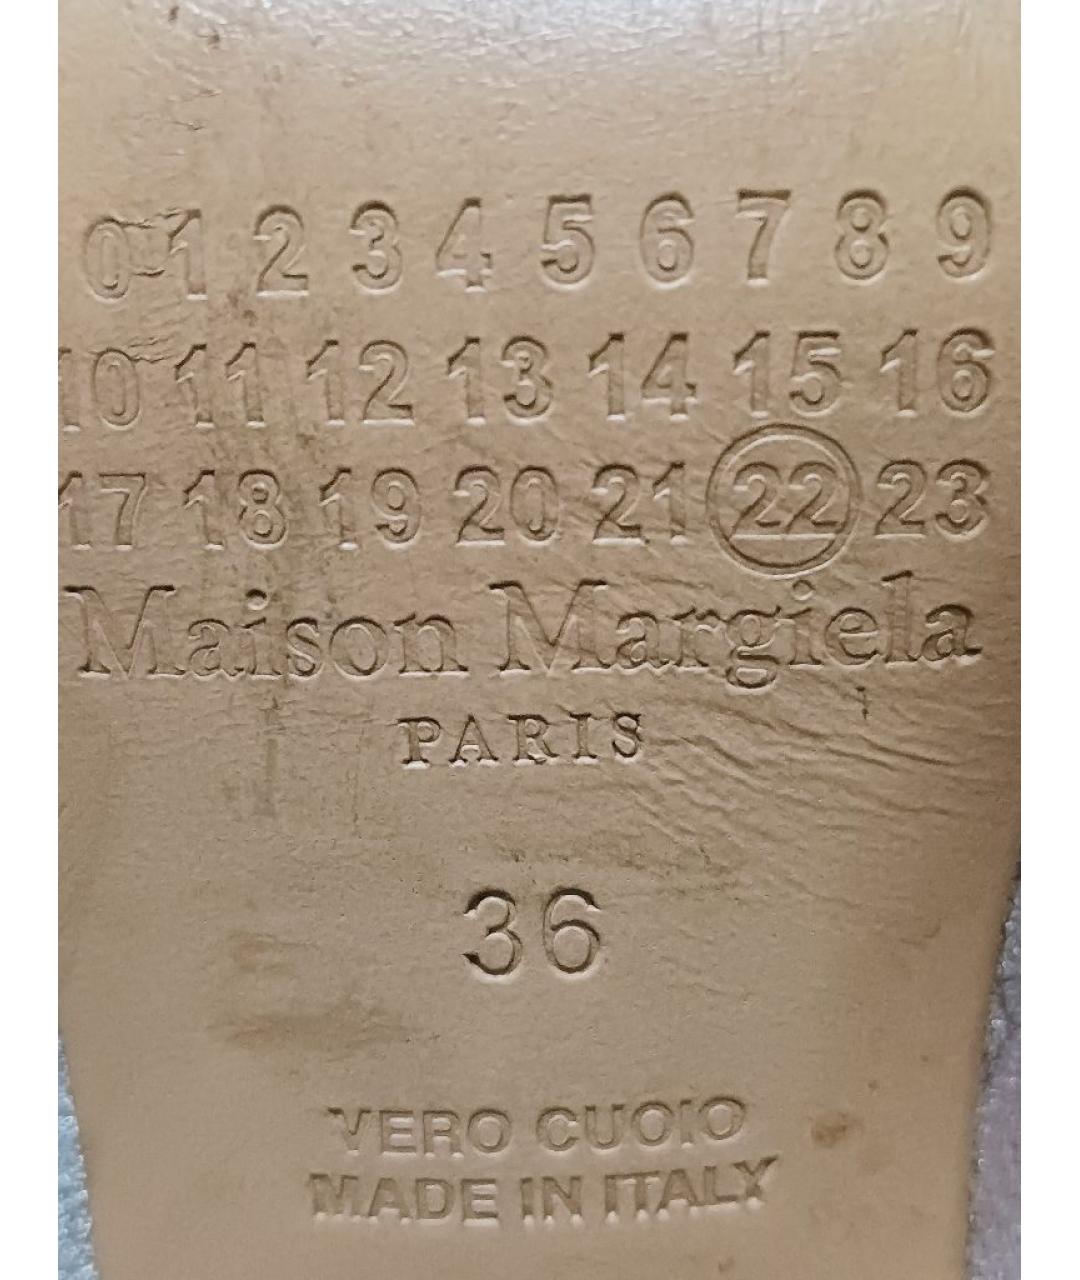 0 1 2 3 4 5 6 7 8 9
10 11 12 13 14 15 16
17 18 19 20 21 22 23
Maison Margiela
PARIS
36
VERO CUOIO
MADE IN ITALY